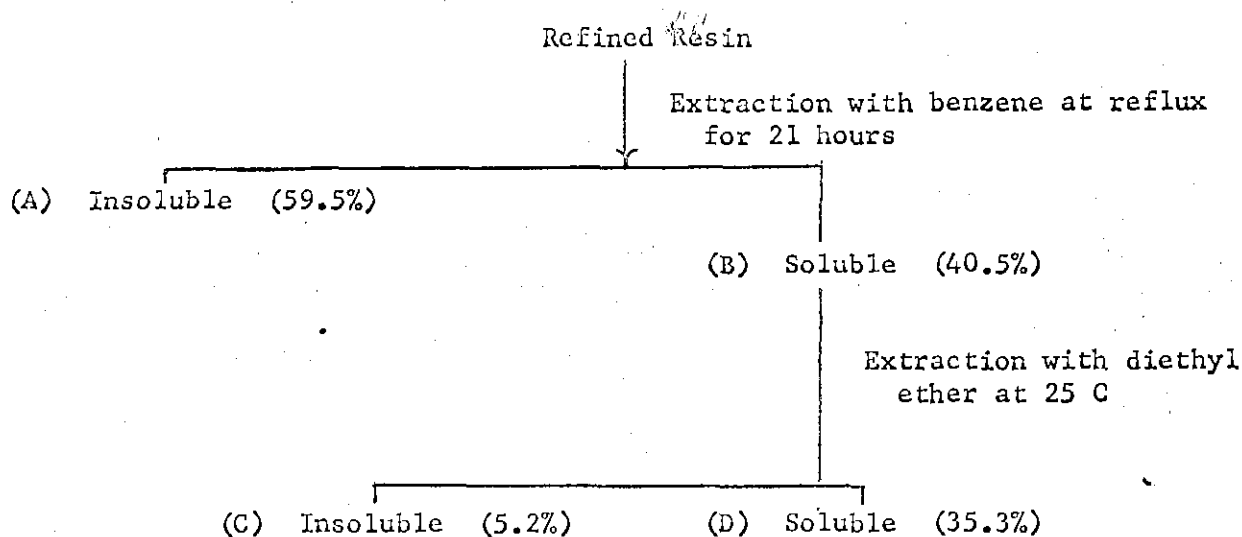 Refined Resin
Extraction with benzene at reflux
for 21 hours
(A) Insoluble (59.5%)
(B) Soluble (40.5%)
Extraction with diethyl
ether at 25 C
(C) Insoluble (5.2%)
(D) Soluble (35.3%)